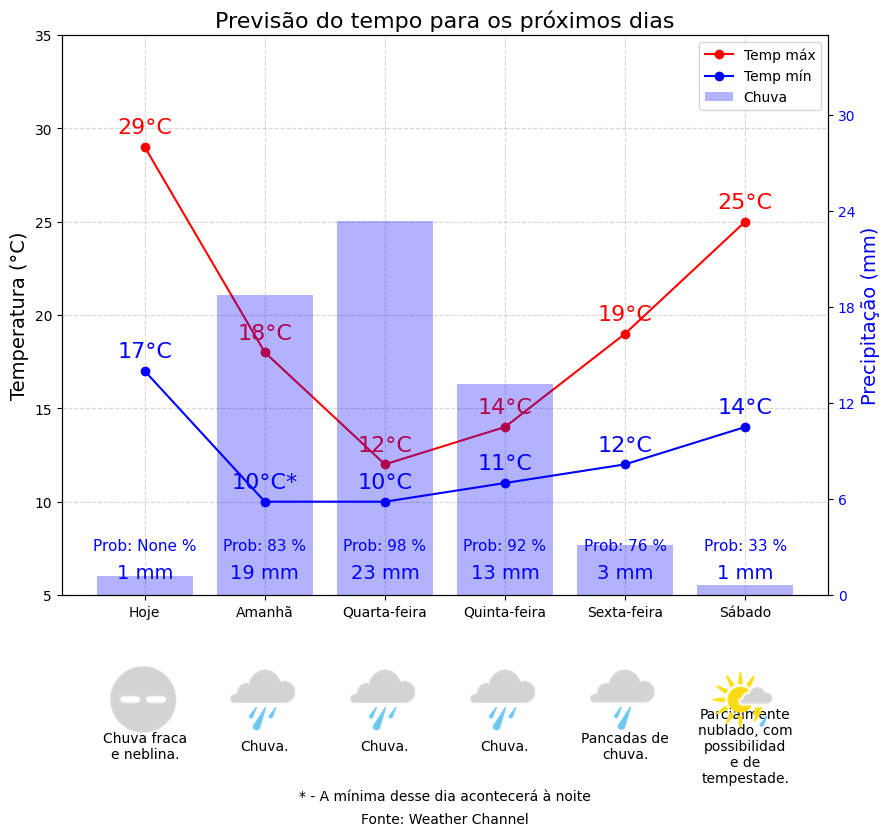 Previsão do tempo para os próximos dias
Temp máx
Temp mín
Chuva
Temperatura (°C)
Precipitação (mm)
35
30
25
20
15
10
5
30
24
18
12
6
0
29°C
18°C
12°C
14°C
19°C
25°C
17°C
10°C*
10°C
11°C
12°C
14°C
Prob: None %
Prob: 83 %
Prob: 98 %
Prob: 92 %
Prob: 76 %
Prob: 33 %
1 mm
19 mm
23 mm
13 mm
3 mm
1 mm
Hoje
Amanhã
Quarta-feira
Quinta-feira
Sexta-feira
Sábado
Chuva fraca
e neblina.
Chuva.
Chuva.
Chuva.
Pancadas de
chuva.
Parcialmente
nublado, com
possibilidad
e de
tempestade.
* - A mínima desse dia acontecerá à noite
Fonte: Weather Channel